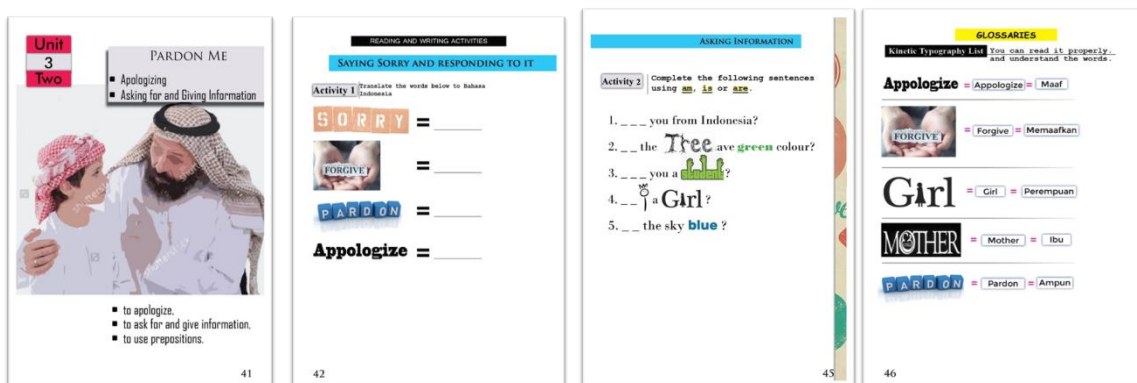 Unit
3
Two
PARDON ME
▪ Apologizing
▪ Asking for and Giving Information
▪ to apologize,
▪ to ask for and give information,
▪ to use prepositions.
41
READING AND WRITING ACTIVITIES
SAYING SORRY AND RESPONDING TO IT
Activity 1 Translate the words below to Bahasa
Indonesia
SORRY = ______
FORGIVE = ______
PARDON = ______
Appologize = ______
42
ASKING INFORMATION
Activity 2 Complete the following sentences
using am, is or are.
1. _ _ _ you from Indonesia?
2. _ _ the Tree ave green colour?
3. _ _ _ you a student?
4. _ _ I a Girl?
5. _ _ the sky blue ?
45
GLOSSARIES
Kinetic Typography List You can read it properly.
and understand the words.
Appologize = Appologize = Maaf
FORGIVE = Forgive = Memaafkan
Girl = Girl = Perempuan
MOTHER = Mother = Ibu
PARDON = Pardon = Ampun
46